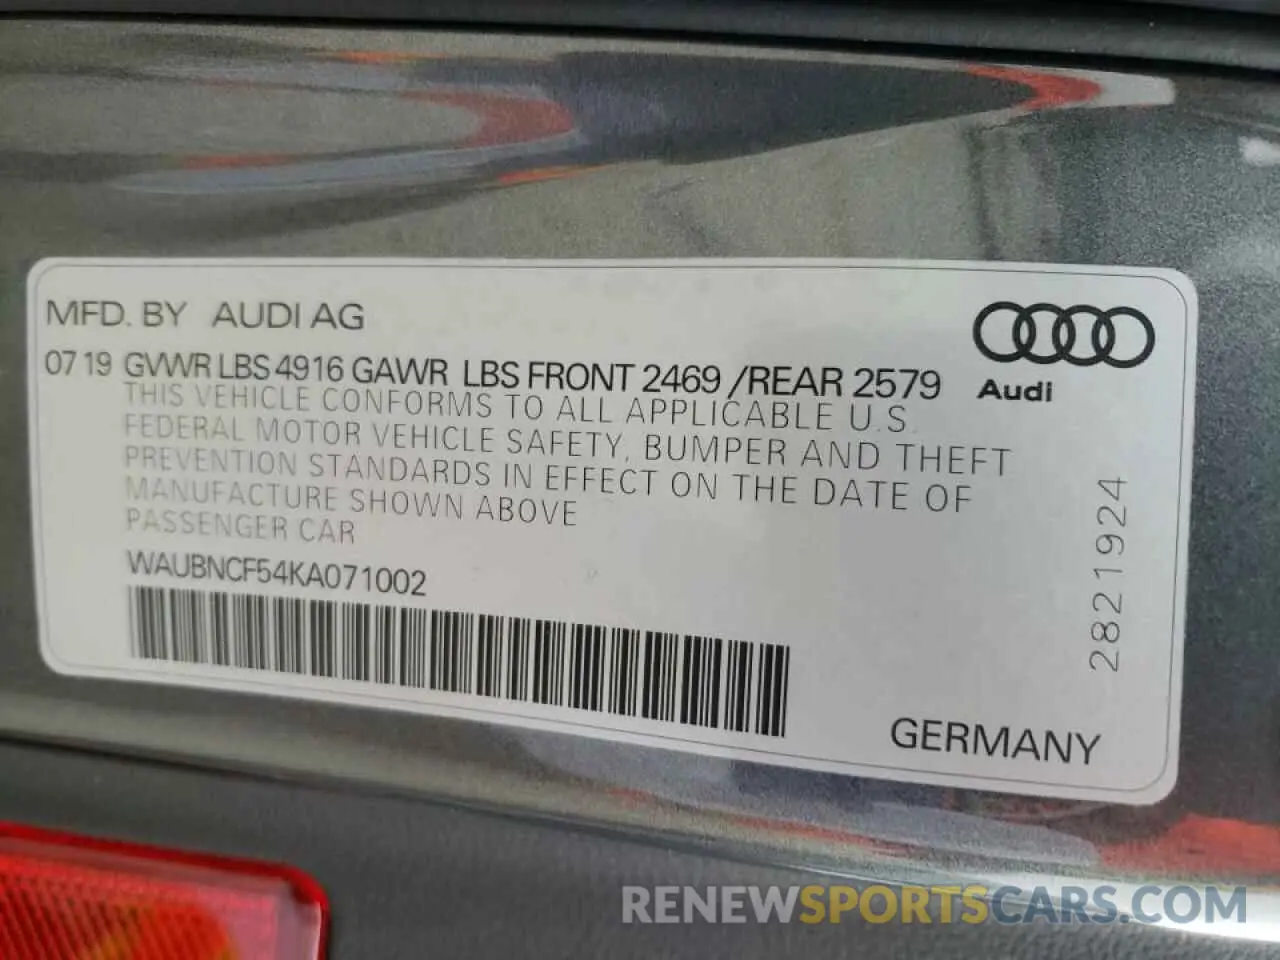 MFD. BY AUDI AG
0719 GVWR LBS 4916 GAWR LBS FRONT 2469 /REAR 2579
Audi
THIS VEHICLE CONFORMS TO ALL APPLICABLE U.S.
FEDERAL MOTOR VEHICLE SAFETY, BUMPER AND THEFT
PREVENTION STANDARDS IN EFFECT ON THE DATE OF
MANUFACTURE SHOWN ABOVE
PASSENGER CAR
WAUBNCF54KA071002
2821924
GERMANY
RENEWSPORTSCARS.COM